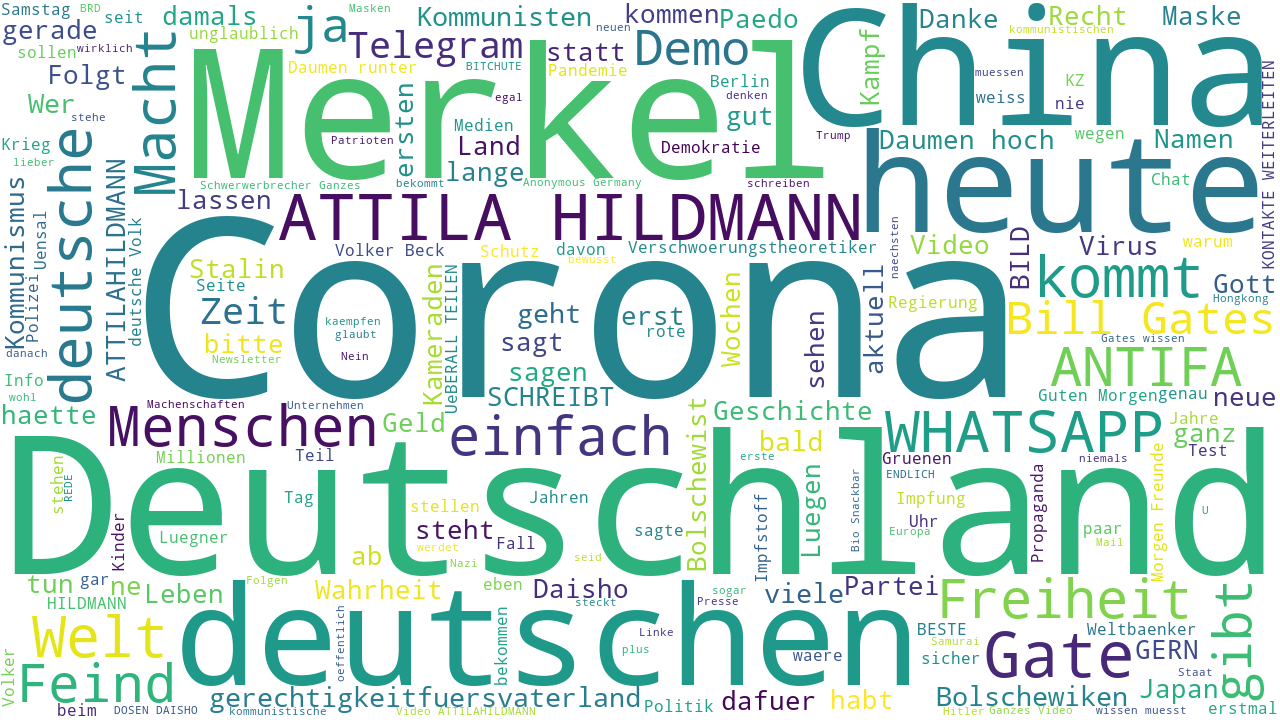 Samstag BRD seit damals ja Kommunisten Masken neuen kommen Paedo Danke Recht Maske
gerade unglaublich Telegram statt Demo China kommunistischen
sollen wirklich Macht Merkel Daumen runter BITCHUTE Pandemie Berlin Kampf muessen KZ KONTAKTE WEITERLEITEN
Folgt ersten egal Medien denken weiss nie
Wer stehe gut
Krieg deutsche Patrioten Land Demokratie Trump Daumen hoch wegen Namen
lieber lange heute Chat
Kommunismus ATTILAHILDMANN Schwerwerbrecher Ganzes bekommt Anonymous Germany schreiben
lassen ATTILA HILDMANN
Uensal deutsche Volk Volker Beck Schutz davon Verschwoerungstheoretiker naechsten Video Virus warum
Polizei Stalin bewusst BILD kommt Gott
Seite Corona Kameraden UeBERALL TEILEN Wochen aktuell Regierung Hongkong
Zeit kaempfen geht erst Bill Gates
danach bitte glaubt sagt rote sehen Gates wissen
Newsletter Nein sagen ANTIFA
Info
wohl Machenschaften Unternehmen SCHREIBT Guten Morgen genau neue
haette Menschen Geld einfach Bolschewist Geschichte WHATSAPP Jahre ganz
Millionen Teil bald Gruenen niemals Test
stehen REDE Deutschland erste Luegen ENDLICH
Tag stellen Jahren Impfstoff Bio Snackbar Impfung Propaganda Morgen Freunde U
Kinder Luegner steht Fall sagte Uhr Europa paar Mail
ab werdet Nazi seid
tun gar ne Leben Folgen Wahrheit eben Daisho sogar viele Partei Freiheit gibt
HILDMANN deutschen steckt Presse
Welt oeffentlich bekommen Linke BESTE Weltbaenker
plus waere Samurai GERN
Volker Feind sicher Gate Staat
gerechtigkeitfuersvaterland Politik dafuer habt Bolschewiken Japan
beim DOSEN DAISHO kommunistische Video ATTILAHILDMANN Hitler Ganzes Video wissen muesst erstmal